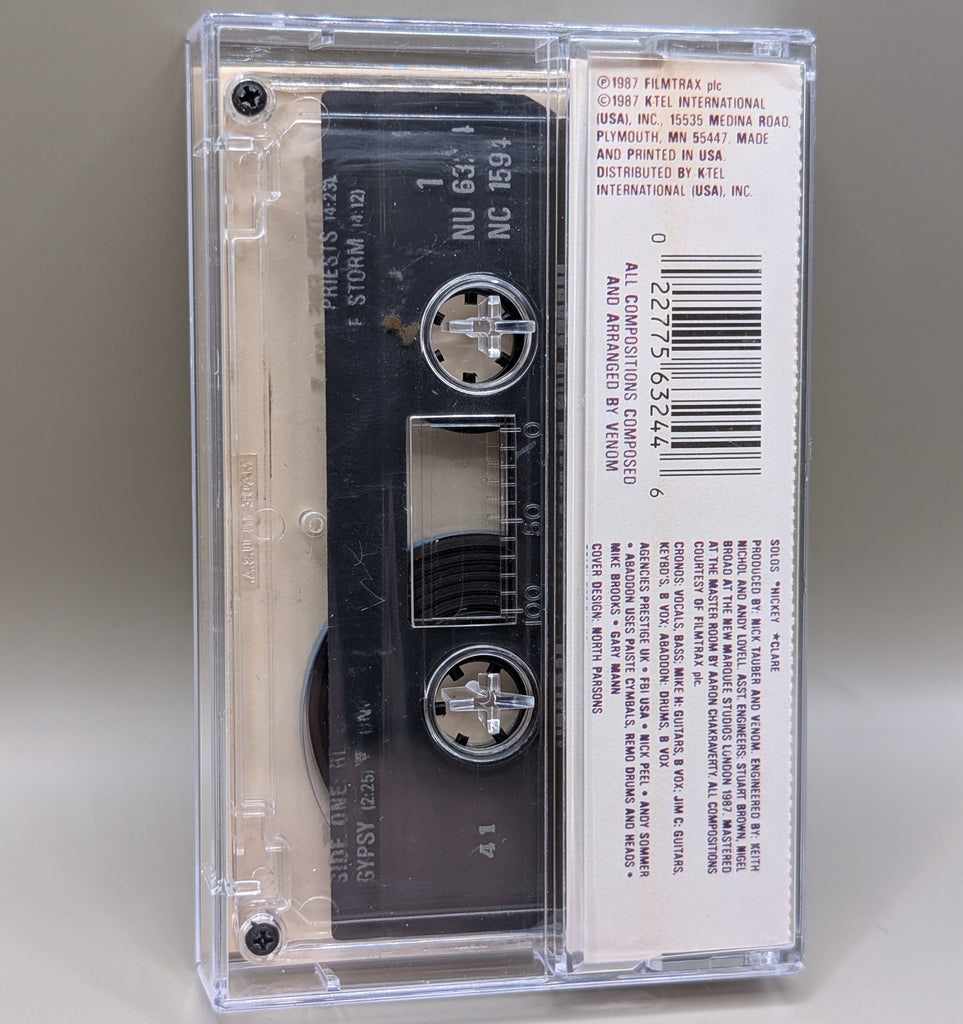 ℗1987 FILMTRAX plc
©1987 K-TEL INTERNATIONAL
(USA), INC., 15535 MEDINA ROAD,
PLYMOUTH, MN 55447. MADE
AND PRINTED IN USA.
DISTRIBUTED BY K-TEL
INTERNATIONAL (USA), INC.
0 22775 63244 6
ALL COMPOSITIONS COMPOSED
AND ARRANGED BY VENOM
SOLOS *HICKEY *CLARE
PRODUCED BY: NICK TAUBER AND VENOM. ENGINEERED BY: KEITH
NICHOL AND ANDY LOVELL. ASST. ENGINEERS: STUART BROWN, NIGEL
BROAD AT THE NEW MARQUEE STUDIOS LONDON 1987. MASTERED
AT THE MASTER ROOM BY AARON CHAKRAVERTY. ALL COMPOSITIONS
COURTESY OF FILMTRAX plc.
CRONOS: VOCALS, BASS; MIKE H: GUITARS, B VOX; JIM C: GUITARS,
KEYBD'S, B VOX; ABADDON: DRUMS, B VOX
AGENCIES PRESTIGE UK • FBI USA • NICK PEEL • ANDY SOMMER
• ABADDON USES PAISTE CYMBALS, REMO DRUMS AND HEADS •
MIKE BROOKS • GARY MANN
COVER DESIGN: NORTH PARSONS
1
NU
NC 1594
PRIESTS (4:23)
STORM (4:12)
SIDE ONE:
GYPSY (2:25)
0 50 100
41